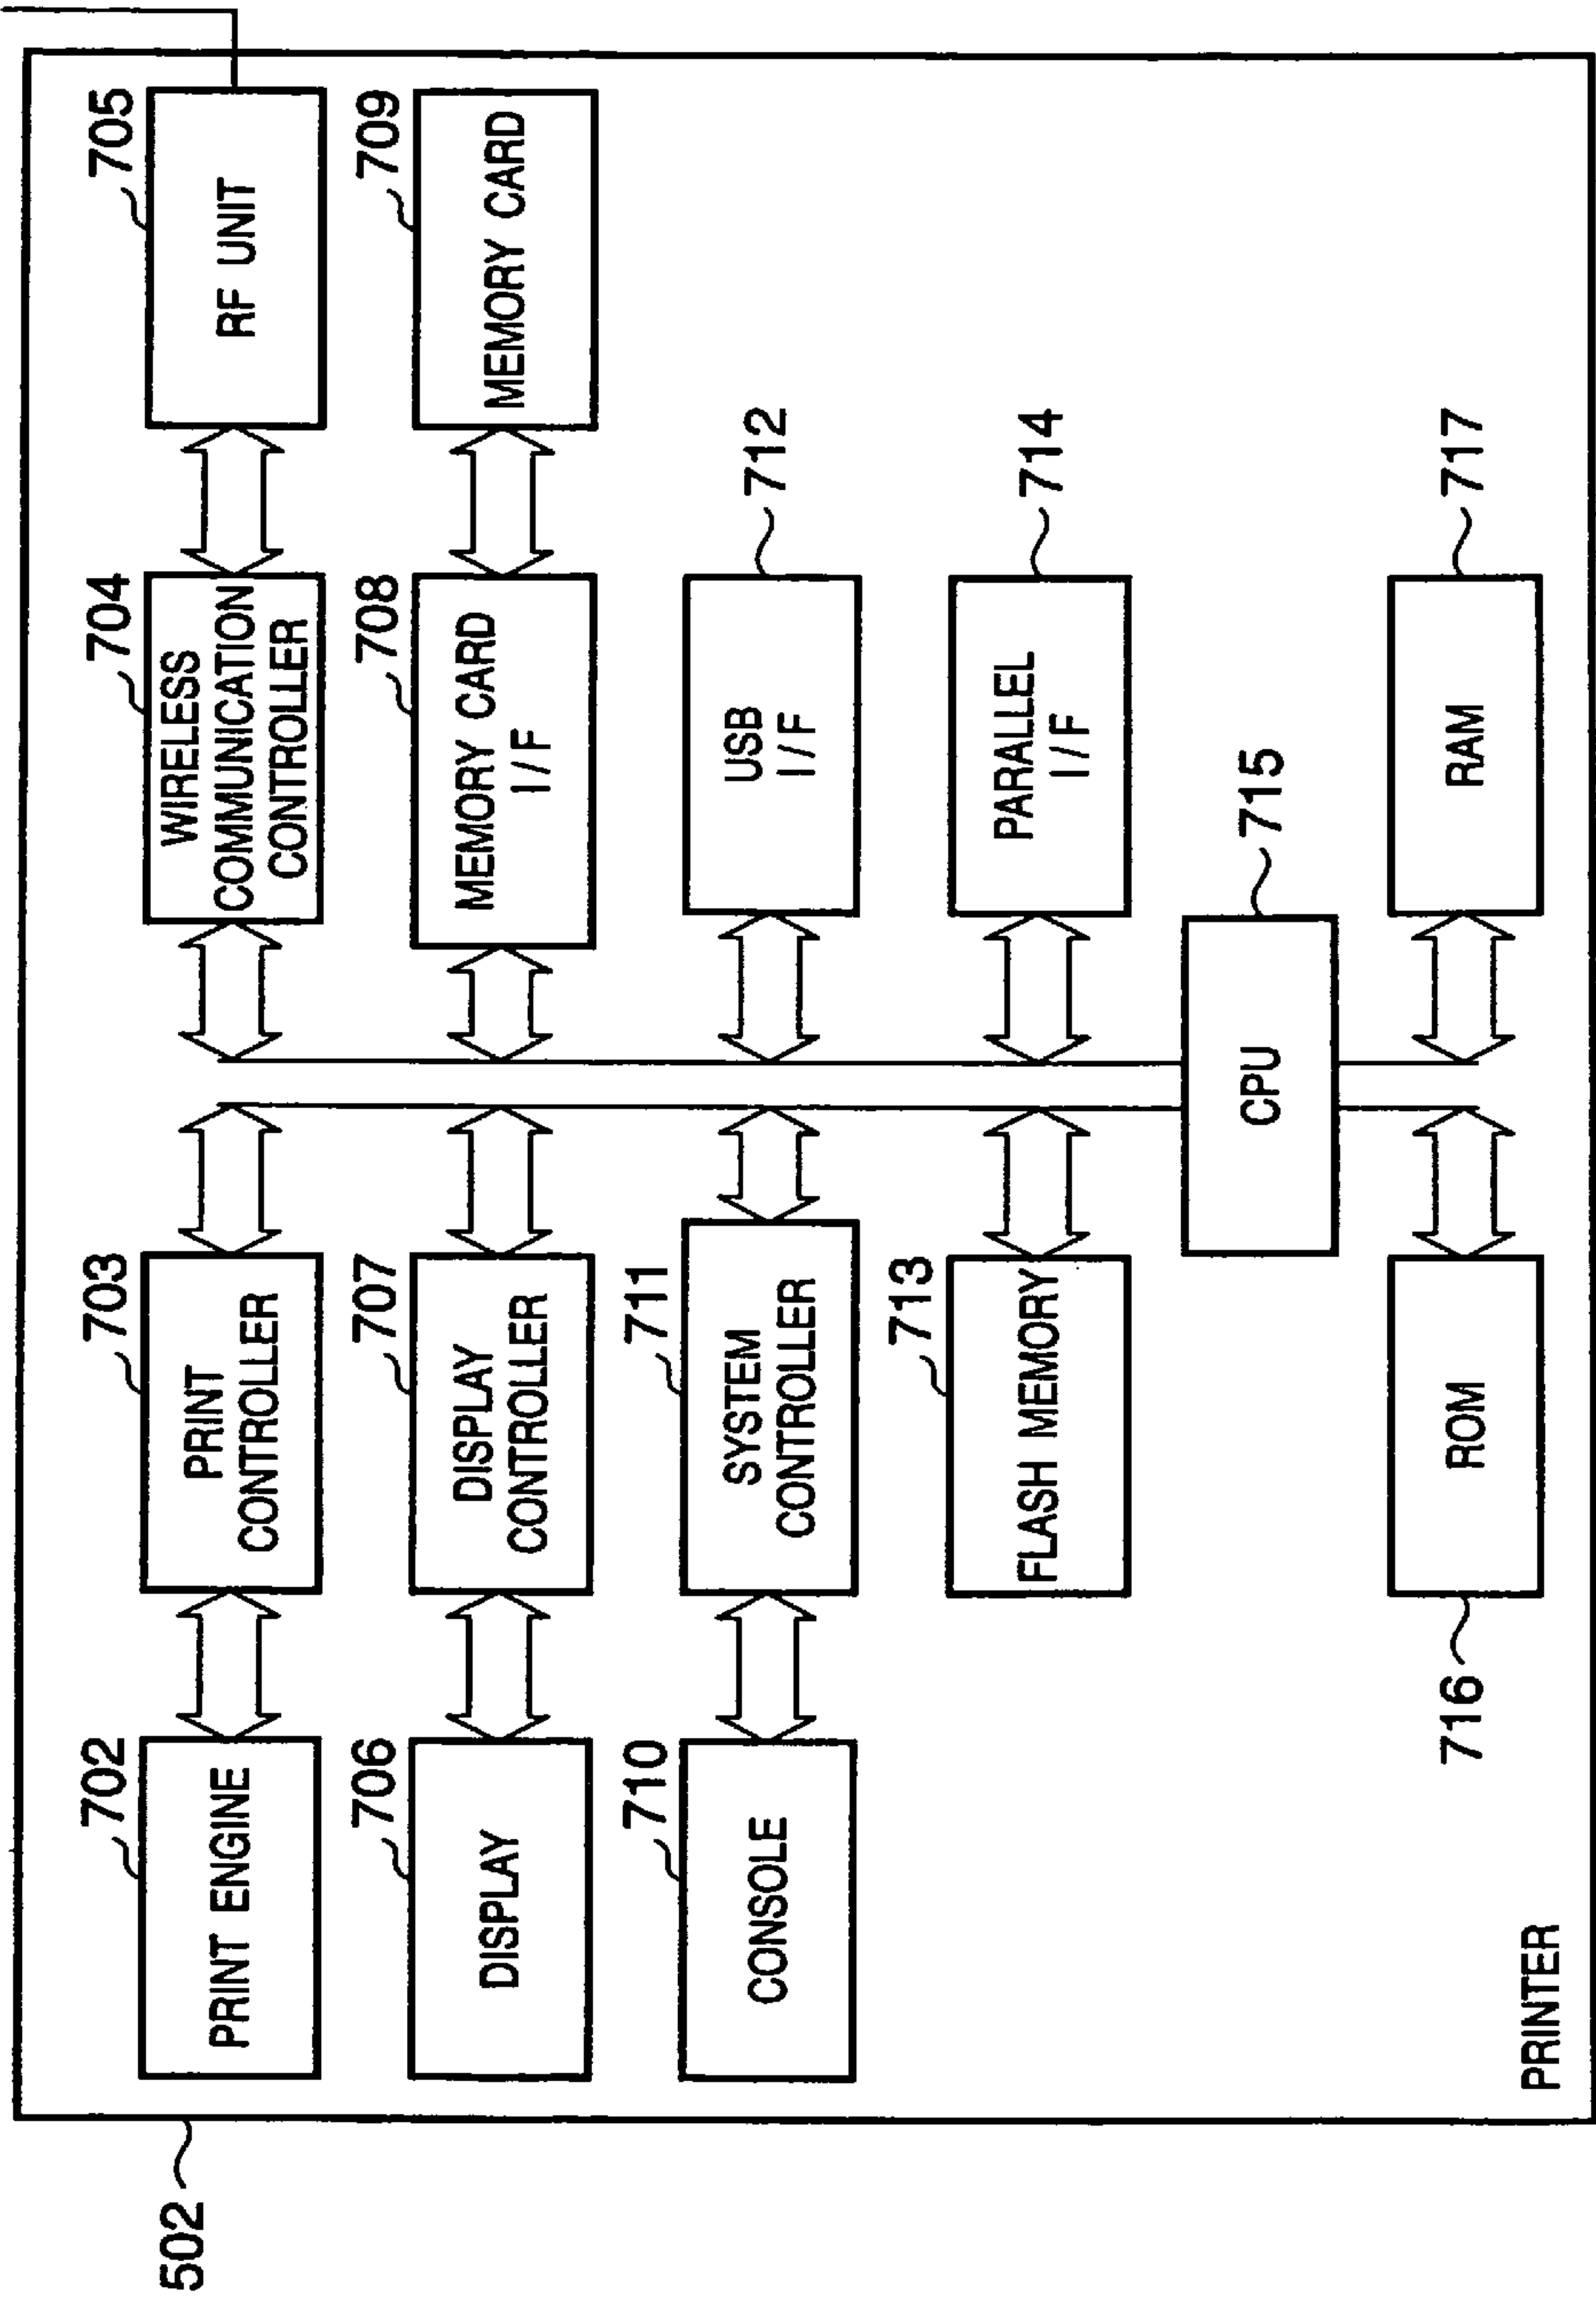 502
702
PRINT ENGINE
703
PRINT
CONTROLLER
704
WIRELESS
COMMUNICATION
CONTROLLER
705
RF UNIT
706
DISPLAY
707
DISPLAY
CONTROLLER
708
MEMORY CARD
I/F
709
MEMORY CARD
710
CONSOLE
711
SYSTEM
CONTROLLER
712
USB
I/F
713
FLASH MEMORY
714
PARALLEL
I/F
715
CPU
716
ROM
717
RAM
PRINTER